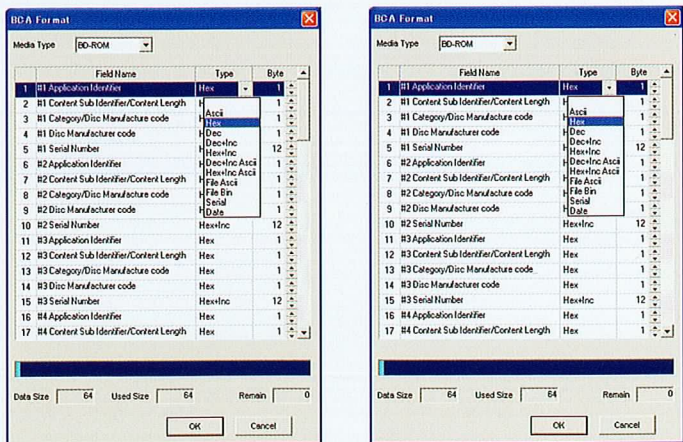 BCA Format
Media Type BD-ROM
Field Name Type Byte
1 #1 Application Identifier Hex 1
2 #1 Content Sub Identifier/Content Length H 1
3 #1 Category/Disc Manufacture code H 1
4 #1 Disc Manufacturer code H 1
5 #1 Serial Number H 12
6 #2 Application Identifier H 1
7 #2 Content Sub Identifier/Content Length H 1
8 #2 Category/Disc Manufacture code H 1
9 #2 Disc Manufacturer code H 1
10 #2 Serial Number Hex+Inc 12
11 #3 Application Identifier Hex 1
12 #3 Content Sub Identifier/Content Length Hex 1
13 #3 Category/Disc Manufacture code Hex 1
14 #3 Disc Manufacturer code Hex 1
15 #3 Serial Number Hex+Inc 12
16 #4 Application Identifier Hex 1
17 #4 Content Sub Identifier/Content Length Hex 1
Ascii
Hex
Dec
Dec+Inc
Hex+Inc
Dec+Inc Ascii
Hex+Inc Ascii
File Ascii
File Bin
Serial
Date
Data Size 64 Used Size 64 Remain 0
OK Cancel
BCA Format
Media Type BD-ROM
Field Name Type Byte
1 #1 Application Identifier Hex 1
2 #1 Content Sub Identifier/Content Length H 1
3 #1 Category/Disc Manufacture code H 1
4 #1 Disc Manufacturer code H 1
5 #1 Serial Number H 12
6 #2 Application Identifier H 1
7 #2 Content Sub Identifier/Content Length H 1
8 #2 Category/Disc Manufacture code H 1
9 #2 Disc Manufacturer code H 1
10 #2 Serial Number Hex+Inc 12
11 #3 Application Identifier Hex 1
12 #3 Content Sub Identifier/Content Length Hex 1
13 #3 Category/Disc Manufacture code Hex 1
14 #3 Disc Manufacturer code Hex 1
15 #3 Serial Number Hex+Inc 12
16 #4 Application Identifier Hex 1
17 #4 Content Sub Identifier/Content Length Hex 1
Ascii
Hex
Dec
Dec+Inc
Hex+Inc
Dec+Inc Ascii
Hex+Inc Ascii
File Ascii
File Bin
Serial
Date
Data Size 64 Used Size 64 Remain 0
OK Cancel